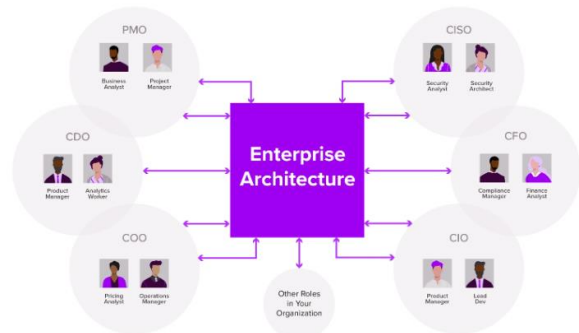 PMO
Business
Analyst
Project
Manager
CISO
Security
Analyst
Security
Architect
CDO
Product
Manager
Analytics
Worker
Enterprise
Architecture
CFO
Compliance
Manager
Finance
Analyst
COO
Pricing
Analyst
Operations
Manager
CIO
Product
Manager
Lead
Dev
Other Roles
in Your
Organization